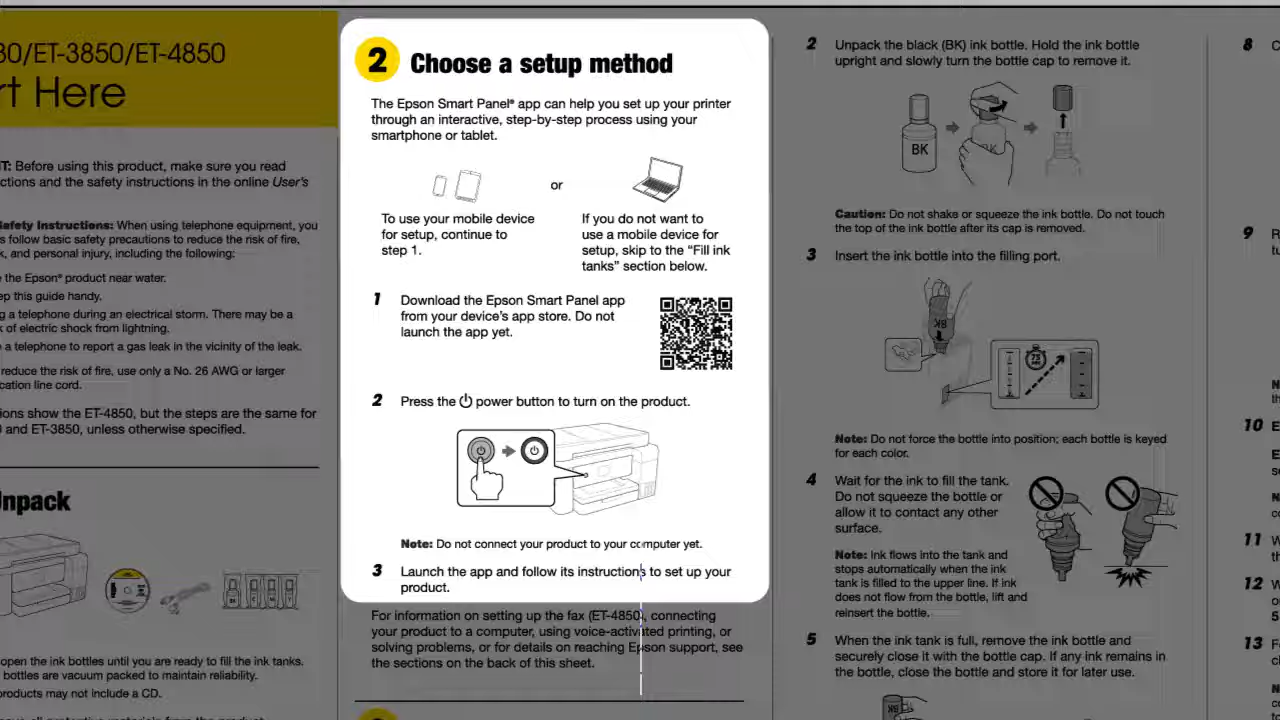 30/ET-3850/ET-4850
rt Here
T: Before using this product, make sure you read
ctions and the safety instructions in the online User's
afety Instructions: When using telephone equipment, you
s follow basic safety precautions to reduce the risk of fire,
k, and personal injury, including the following:
the Epson® product near water.
ep this guide handy.
g a telephone during an electrical storm. There may be a
k of electric shock from lightning.
a telephone to report a gas leak in the vicinity of the leak.
reduce the risk of fire, use only a No. 26 AWG or larger
cation line cord.
ions show the ET-4850, but the steps are the same for
and ET-3850, unless otherwise specified.
Unpack
open the ink bottles until you are ready to fill the ink tanks.
bottles are vacuum packed to maintain reliability.
products may not include a CD.
all protective materials from the product
2 Choose a setup method
The Epson Smart Panel® app can help you set up your printer
through an interactive, step-by-step process using your
smartphone or tablet.
or
To use your mobile device
for setup, continue to
step 1.
If you do not want to
use a mobile device for
setup, skip to the “Fill ink
tanks” section below.
1 Download the Epson Smart Panel app
from your device's app store. Do not
launch the app yet.
2 Press the power button to turn on the product.
Note: Do not connect your product to your computer yet.
3 Launch the app and follow its instructions to set up your
product.
For information on setting up the fax (ET-4850), connecting
your product to a computer, using voice-activated printing, or
solving problems, or for details on reaching Epson support, see
the sections on the back of this sheet.
2 Unpack the black (BK) ink bottle. Hold the ink bottle
upright and slowly turn the bottle cap to remove it.
BK
BK
Caution: Do not shake or squeeze the ink bottle. Do not touch
the top of the ink bottle after its cap is removed.
3 Insert the ink bottle into the filling port.
BK
Note: Do not force the bottle into position; each bottle is keyed
for each color.
4 Wait for the ink to fill the tank.
Do not squeeze the bottle or
allow it to contact any other
surface.
Note: Ink flows into the tank and
stops automatically when the ink
tank is filled to the upper line. If ink
does not flow from the bottle, lift and
reinsert the bottle.
5 When the ink tank is full, remove the ink bottle and
securely close it with the bottle cap. If any ink remains in
the bottle, close the bottle and store it for later use.
8 C
9 R
tu
N
th
10 E
E
s
N
c
11 W
th
12 W
o
5
13 F
cl
N